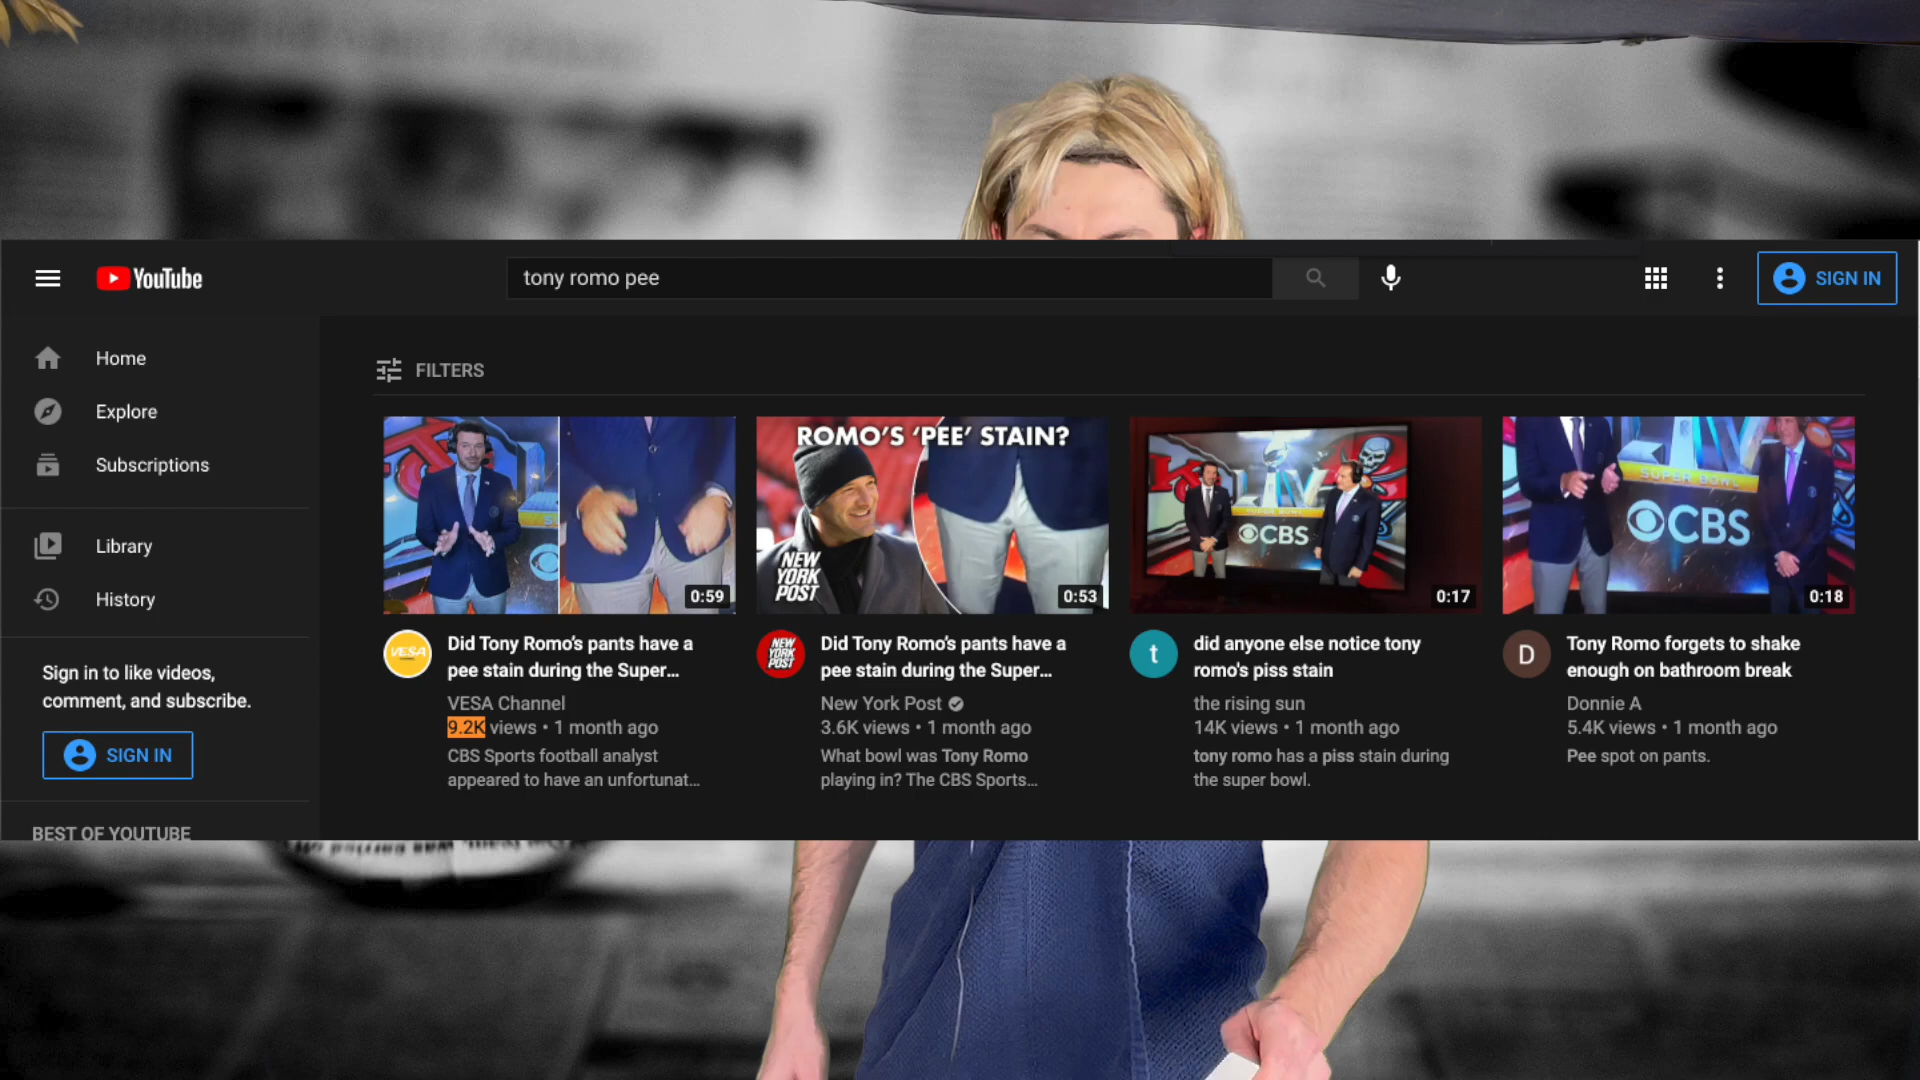 YouTube
tony romo pee
SIGN IN
Home
Explore
Subscriptions
Library
History
Sign in to like videos,
comment, and subscribe.
SIGN IN
BEST OF YOUTUBE
FILTERS
0:59
Did Tony Romo’s pants have a
pee stain during the Super...
VESA
VESA Channel
9.2K views • 1 month ago
CBS Sports football analyst
appeared to have an unfortunat...
ROMO’S ‘PEE’ STAIN?
NEW
YORK
POST
0:53
NEW
YORK
POST
Did Tony Romo’s pants have a
pee stain during the Super...
New York Post
3.6K views • 1 month ago
What bowl was Tony Romo
playing in? The CBS Sports...
CBS
0:17
t
did anyone else notice tony
romo's piss stain
the rising sun
14K views • 1 month ago
tony romo has a piss stain during
the super bowl.
SUPER BOWL
CBS
0:18
D
Tony Romo forgets to shake
enough on bathroom break
Donnie A
5.4K views • 1 month ago
Pee spot on pants.